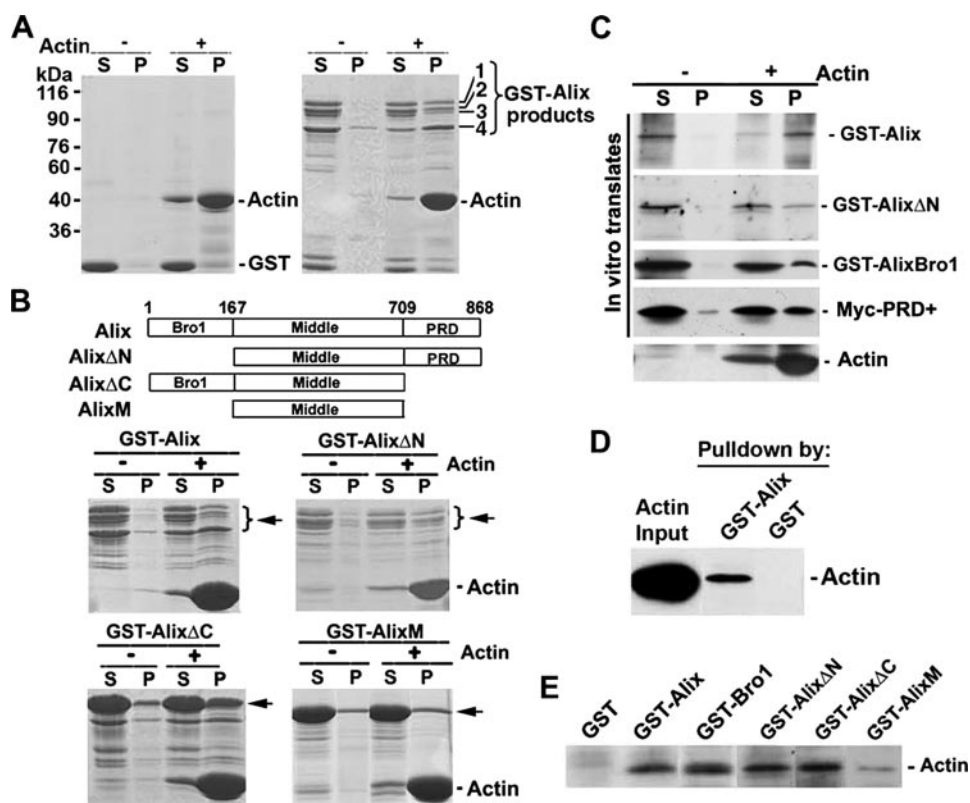 A
Actin - +
S P S P
kDa
116
90
76
60
40
36
-Actin
-GST
- +
S P S P
1
2
3
4
GST-Alix
products
-Actin
B
1 167 709 868
Alix Bro1 Middle PRD
AlixΔN Middle PRD
AlixΔC Bro1 Middle
AlixM Middle
GST-Alix GST-AlixΔN
- + - + Actin
S P S P S P S P
-Actin
GST-AlixΔC GST-AlixM
- + - + Actin
S P S P S P S P
-Actin
C
- + Actin
S P S P
In vitro translates
- GST-Alix
- GST-AlixΔN
- GST-AlixBro1
- Myc-PRD+
- Actin
D
Pulldown by:
Actin
Input
GST-Alix
GST
-Actin
E
GST GST-Alix GST-Bro1 GST-AlixΔN GST-AlixΔC GST-AlixM
- Actin